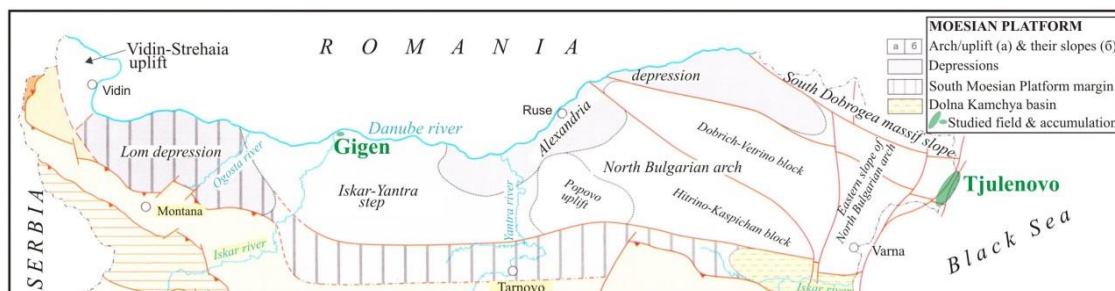 ROMANIA
Vidin-Strehaia
uplift
Vidin
Lom depression
Ogosta river
Montana
Iskar river
SERBIA
Danube river
Gigen
Iskar-Yantra
step
Yantra river
Tarnovo
Ruse
Alexandria
depression
Popovo
uplift
North Bulgarian arch
Dobrich-Vetrino block
Hitrino-Kaspichan block
South Dobrogea massif slope
Eastern slope of
North Bulgarian arch
Tjulenovo
Varna
Iskar river
Black Sea
MOESIAN PLATFORM
а б Arch/uplift (a) & their slopes (б)
Depressions
South Moesian Platform margin
Dolna Kamchya basin
Studied field & accumulation